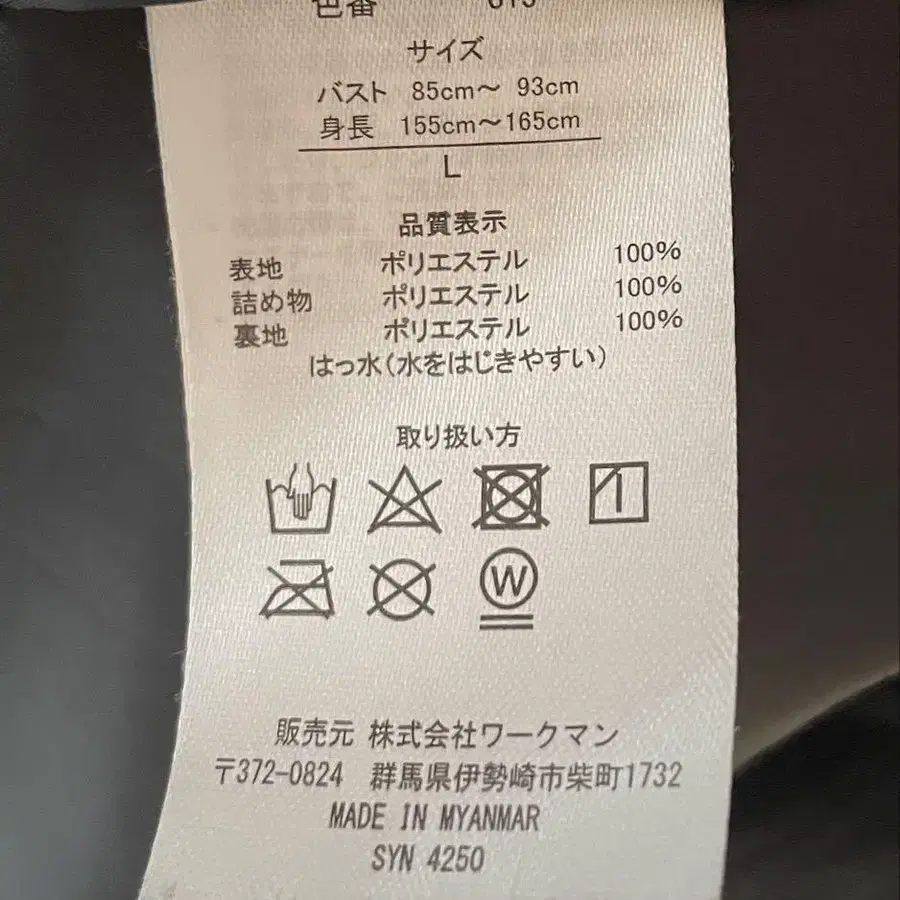 サイズ
バスト 85cm～ 93cm
身長 155cm～165cm
L
品質表示
表地 ポリエステル 100%
詰め物 ポリエステル 100%
裏地 ポリエステル 100%
はっ水(水をはじきやすい)
取り扱い方
W
販売元 株式会社ワークマン
〒372-0824 群馬県伊勢崎市柴町1732
MADE IN MYANMAR
SYN 4250